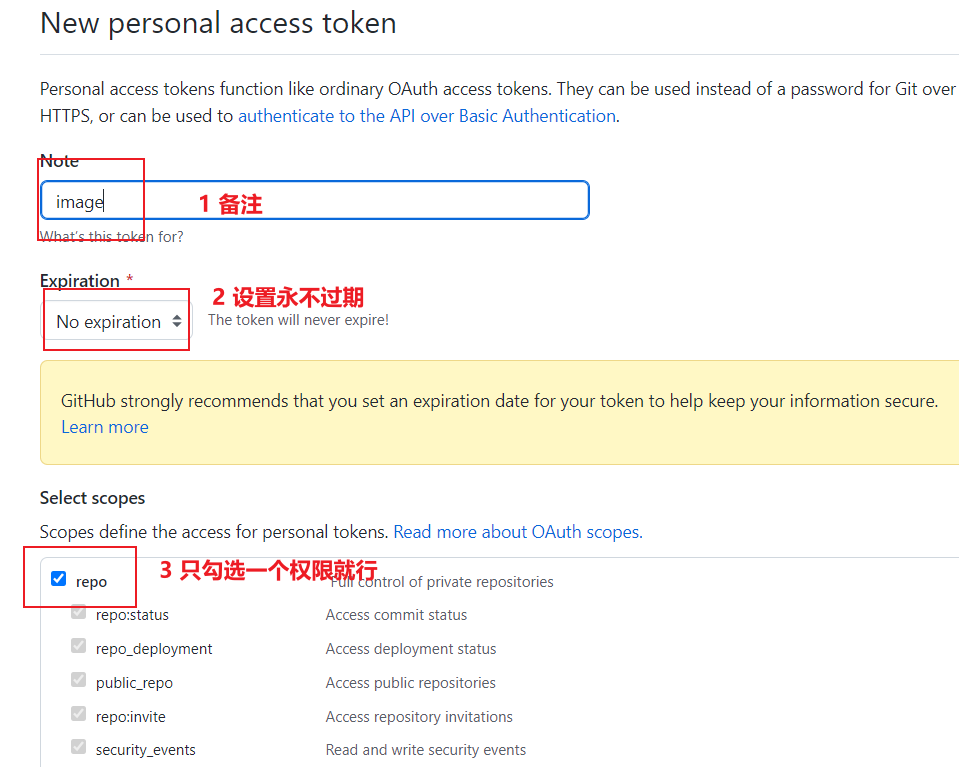 New personal access token
Personal access tokens function like ordinary OAuth access tokens. They can be used instead of a password for Git over
HTTPS, or can be used to authenticate to the API over Basic Authentication.
Note
image 1 备注
What's this token for?
Expiration *
2 设置永不过期
No expiration The token will never expire!
GitHub strongly recommends that you set an expiration date for your token to help keep your information secure.
Learn more
Select scopes
Scopes define the access for personal tokens. Read more about OAuth scopes.
3 只勾选一个权限就行
repo Full control of private repositories
repo:status Access commit status
repo_deployment Access deployment status
public_repo Access public repositories
repo:invite Access repository invitations
security_events Read and write security events